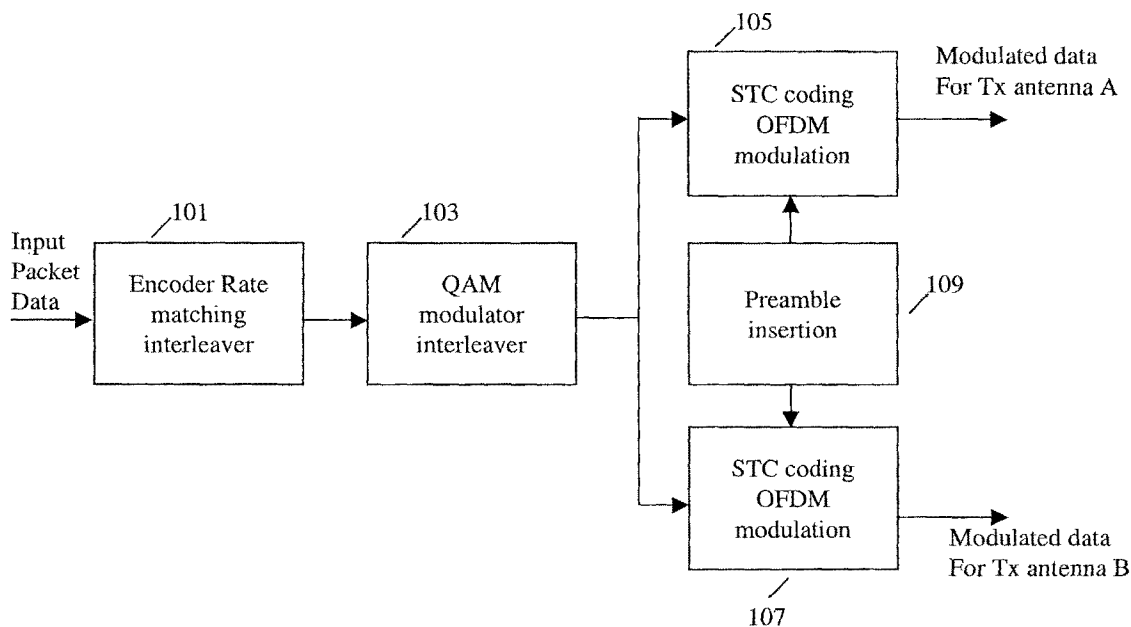 105
STC coding
OFDM
modulation
Modulated data
For Tx antenna A
Input
Packet
Data
101
Encoder Rate
matching
interleaver
103
QAM
modulator
interleaver
Preamble
insertion
109
STC coding
OFDM
modulation
107
Modulated data
For Tx antenna B